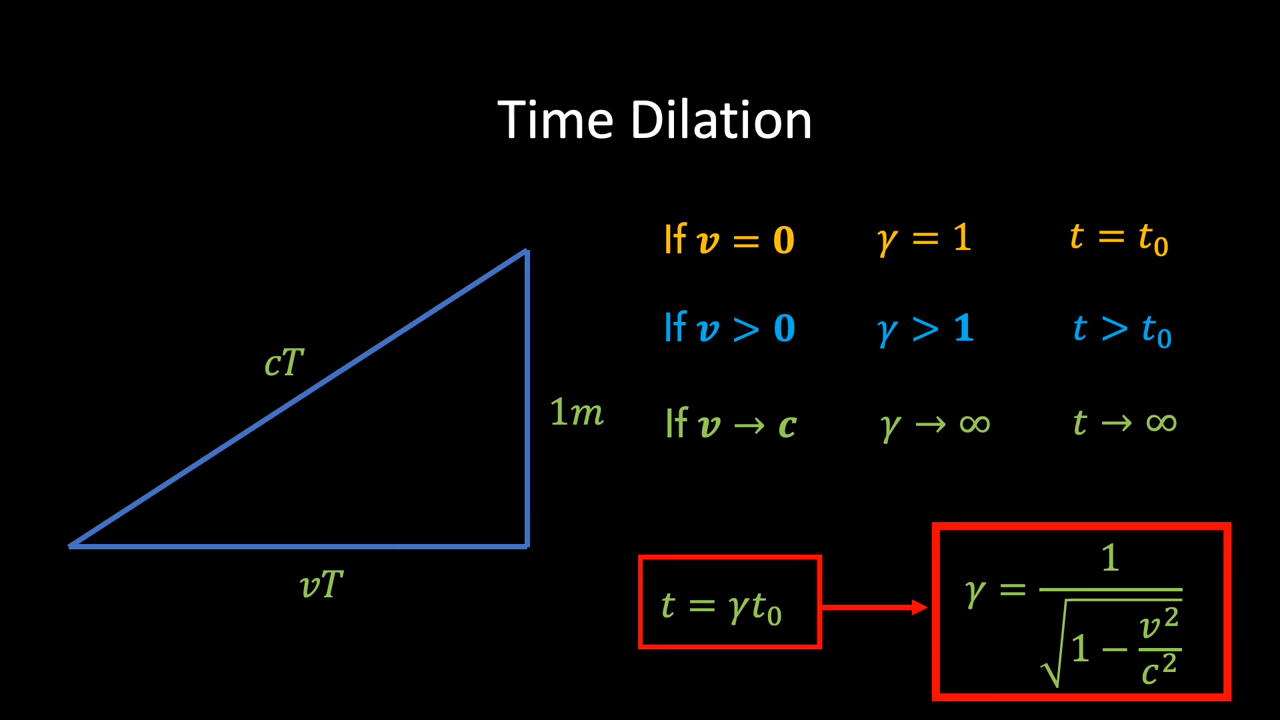 Time Dilation
If v = 0 γ = 1 t = t₀
If v > 0 γ > 1 t > t₀
cT
1m
If v → c γ → ∞ t → ∞
vT
t = γt₀
γ = 1 / √(1 − v²/c²)